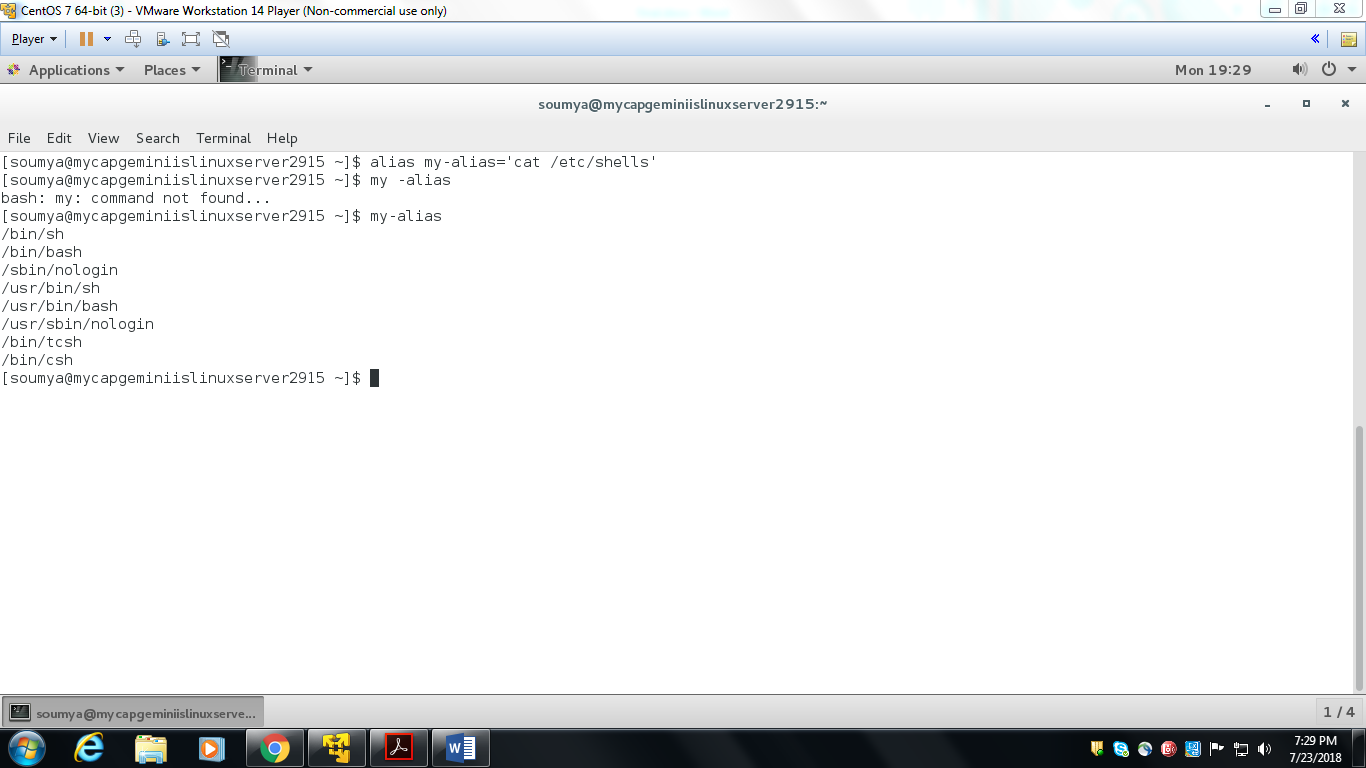 CentOS 7 64-bit (3) - VMware Workstation 14 Player (Non-commercial use only)
Player
Applications Places Terminal Mon 19:29
soumya@mycapgeminiislinuxserver2915:~
File Edit View Search Terminal Help
[soumya@mycapgeminiislinuxserver2915 ~]$ alias my-alias='cat /etc/shells'
[soumya@mycapgeminiislinuxserver2915 ~]$ my -alias
bash: my: command not found...
[soumya@mycapgeminiislinuxserver2915 ~]$ my-alias
/bin/sh
/bin/bash
/sbin/nologin
/usr/bin/sh
/usr/bin/bash
/usr/sbin/nologin
/bin/tcsh
/bin/csh
[soumya@mycapgeminiislinuxserver2915 ~]$
soumya@mycapgeminiislinuxserve... 1 / 4
7:29 PM
7/23/2018